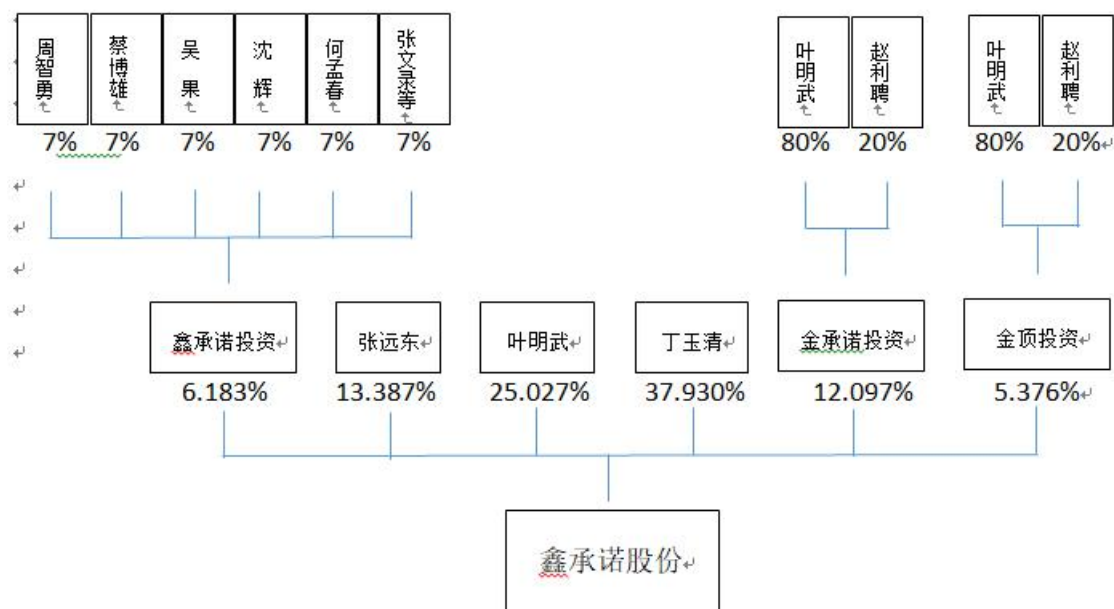 周智勇
蔡博雄
吴 果
沈 辉
何孟春
张文录等
叶明武
赵利聘
叶明武
赵利聘
7% 7% 7% 7% 7% 7% 80% 20% 80% 20%
鑫承诺投资 张远东 叶明武 丁玉清 金承诺投资 金顶投资
6.183% 13.387% 25.027% 37.930% 12.097% 5.376%
鑫承诺股份